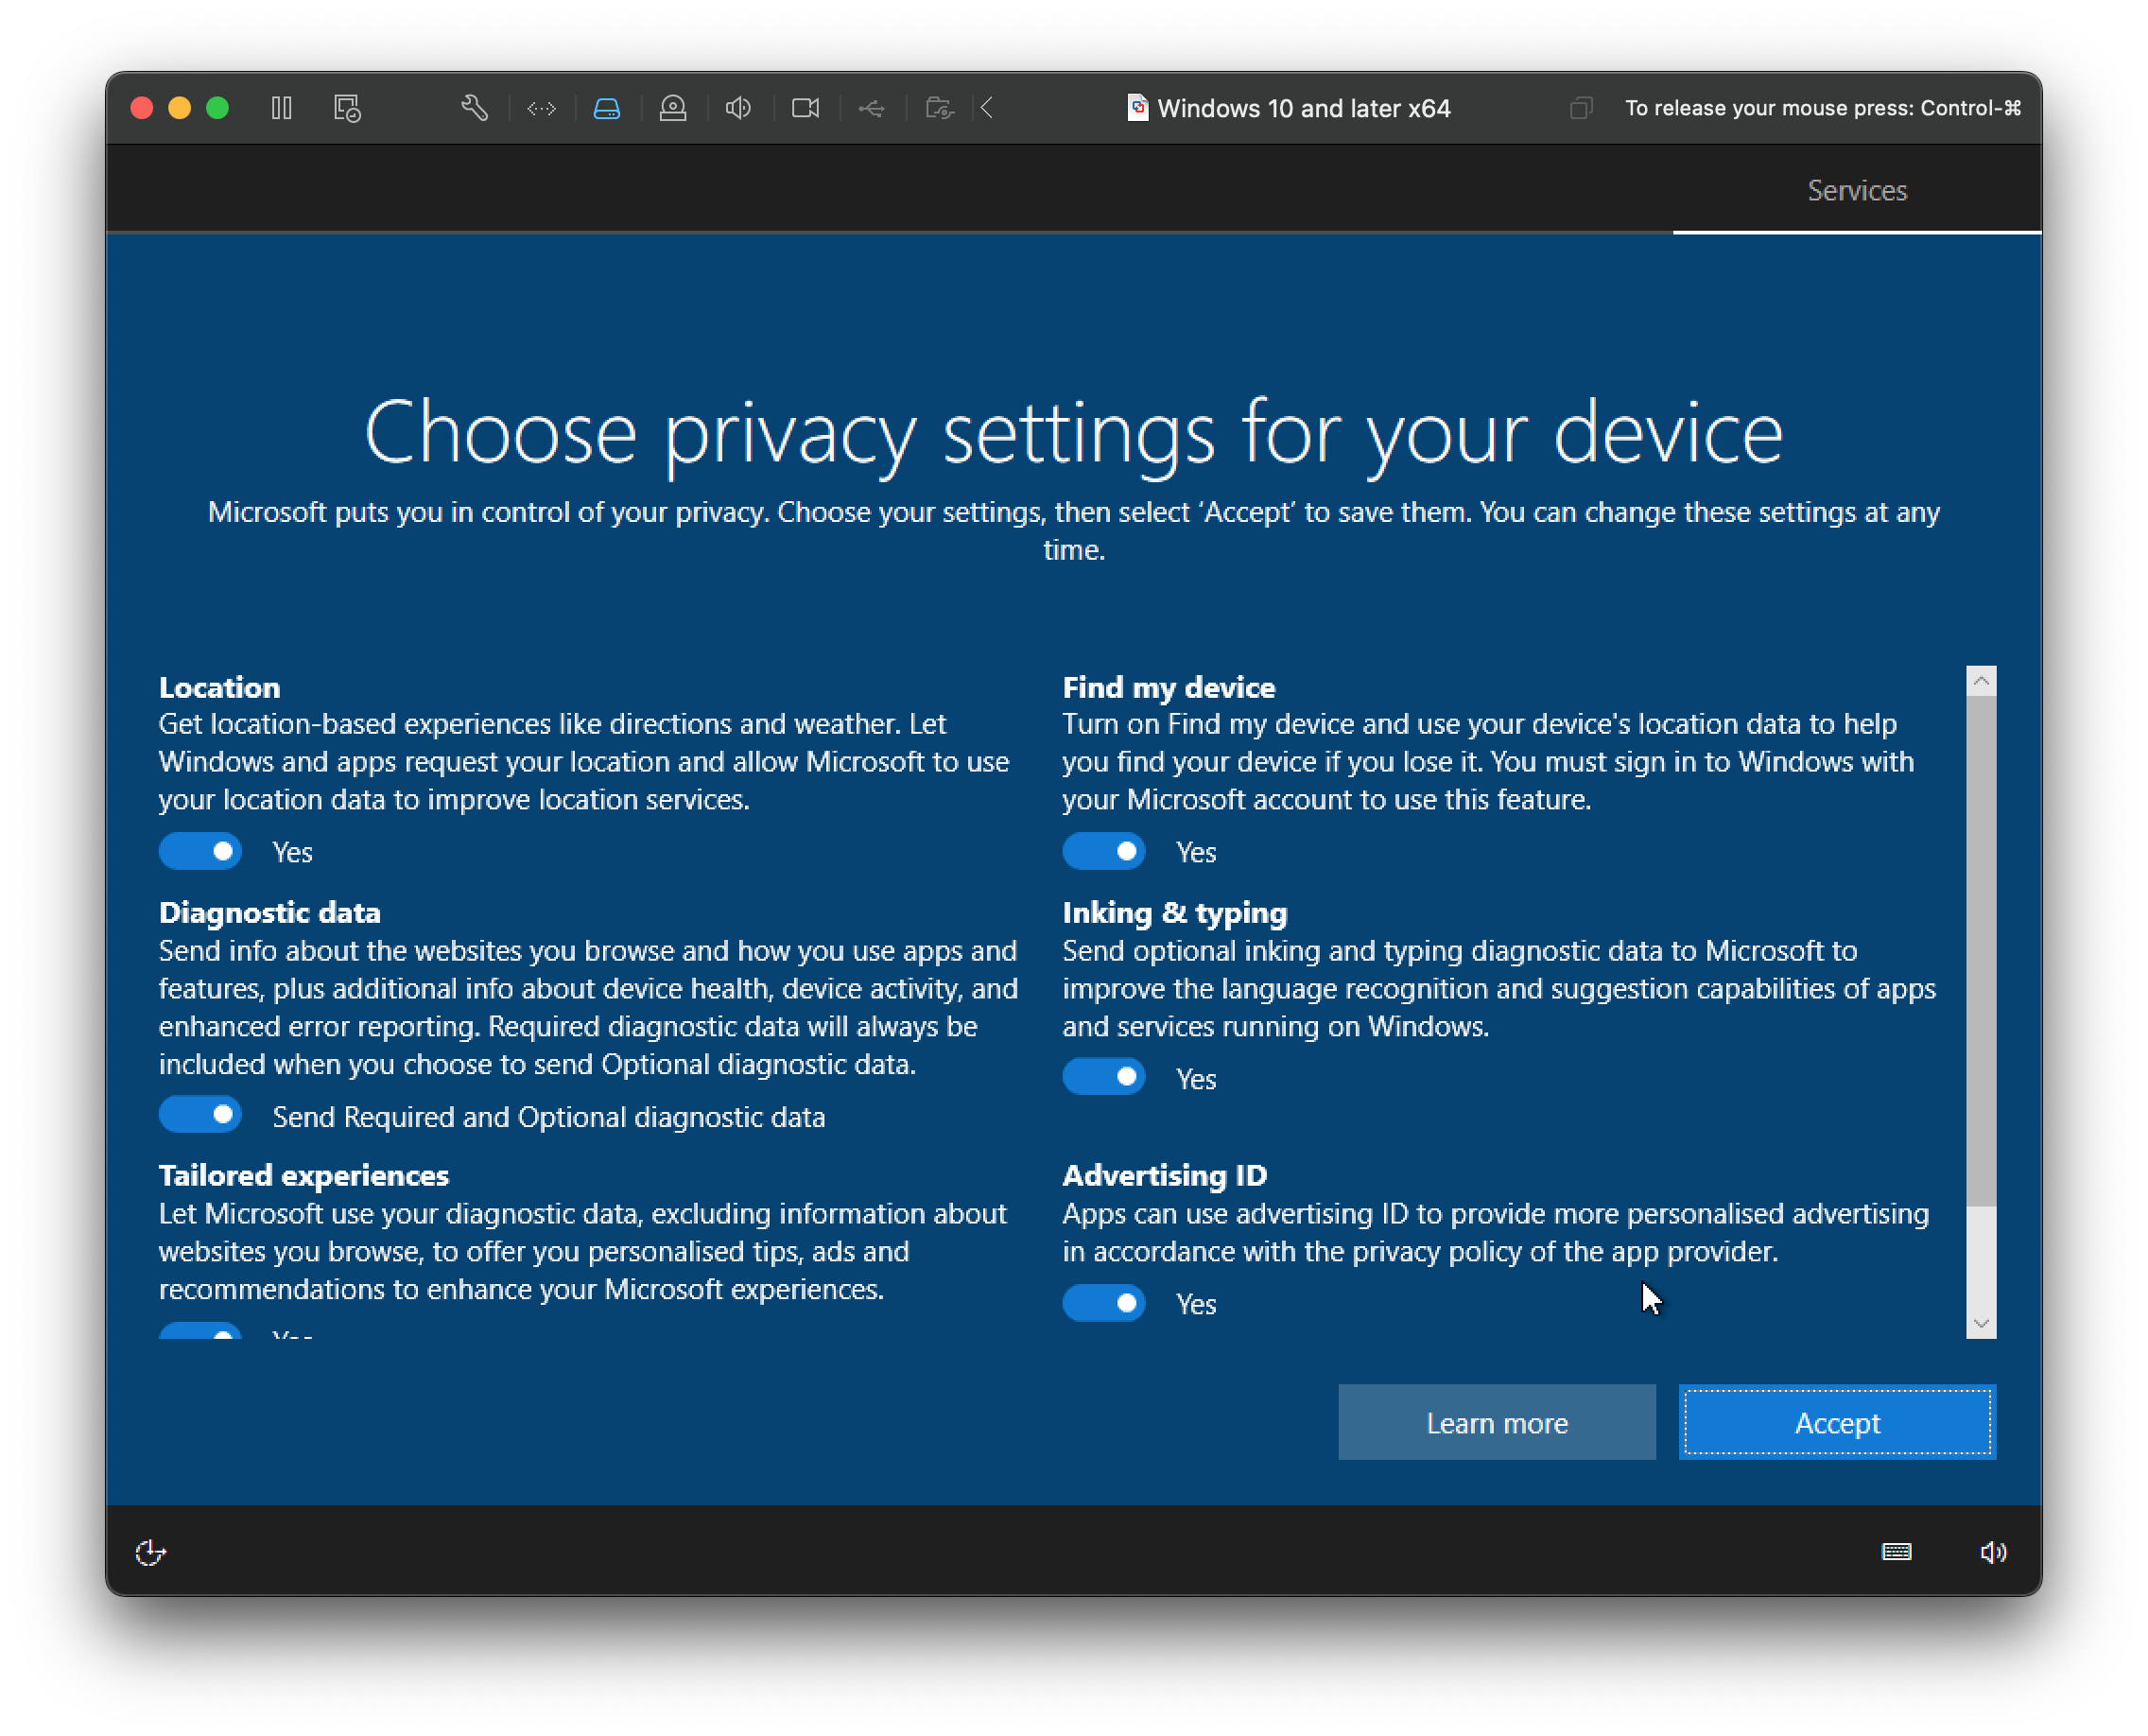 Windows 10 and later x64
To release your mouse press: Control-⌘
Services
Choose privacy settings for your device
Microsoft puts you in control of your privacy. Choose your settings, then select ‘Accept’ to save them. You can change these settings at any
time.
Location
Get location-based experiences like directions and weather. Let
Windows and apps request your location and allow Microsoft to use
your location data to improve location services.
Yes
Find my device
Turn on Find my device and use your device's location data to help
you find your device if you lose it. You must sign in to Windows with
your Microsoft account to use this feature.
Yes
Diagnostic data
Send info about the websites you browse and how you use apps and
features, plus additional info about device health, device activity, and
enhanced error reporting. Required diagnostic data will always be
included when you choose to send Optional diagnostic data.
Send Required and Optional diagnostic data
Inking & typing
Send optional inking and typing diagnostic data to Microsoft to
improve the language recognition and suggestion capabilities of apps
and services running on Windows.
Yes
Tailored experiences
Let Microsoft use your diagnostic data, excluding information about
websites you browse, to offer you personalised tips, ads and
recommendations to enhance your Microsoft experiences.
Advertising ID
Apps can use advertising ID to provide more personalised advertising
in accordance with the privacy policy of the app provider.
Yes
Learn more
Accept